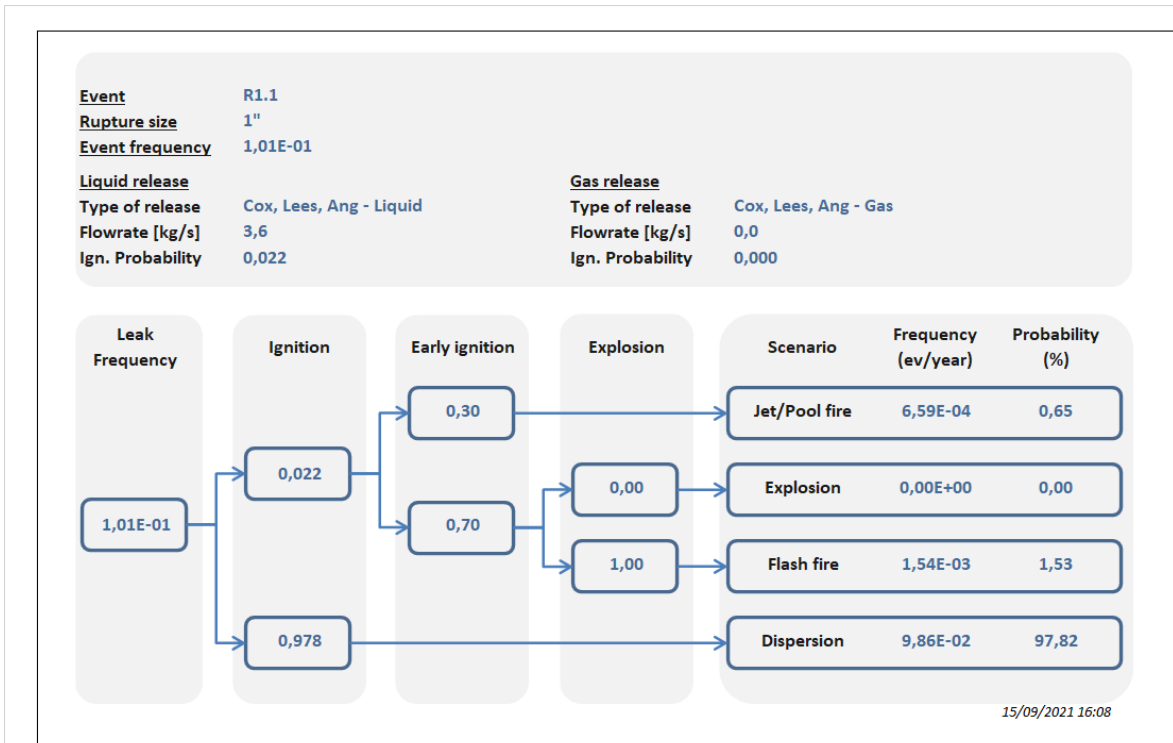 Event R1.1
Rupture size 1"
Event frequency 1,01E-01
Liquid release Gas release
Type of release Cox, Lees, Ang - Liquid Type of release Cox, Lees, Ang - Gas
Flowrate [kg/s] 3,6 Flowrate [kg/s] 0,0
Ign. Probability 0,022 Ign. Probability 0,000
Leak Frequency Ignition Early ignition Explosion Scenario Frequency (ev/year) Probability (%)
0,30 Jet/Pool fire 6,59E-04 0,65
0,022
0,00 Explosion 0,00E+00 0,00
1,01E-01 0,70
1,00 Flash fire 1,54E-03 1,53
0,978 Dispersion 9,86E-02 97,82
15/09/2021 16:08